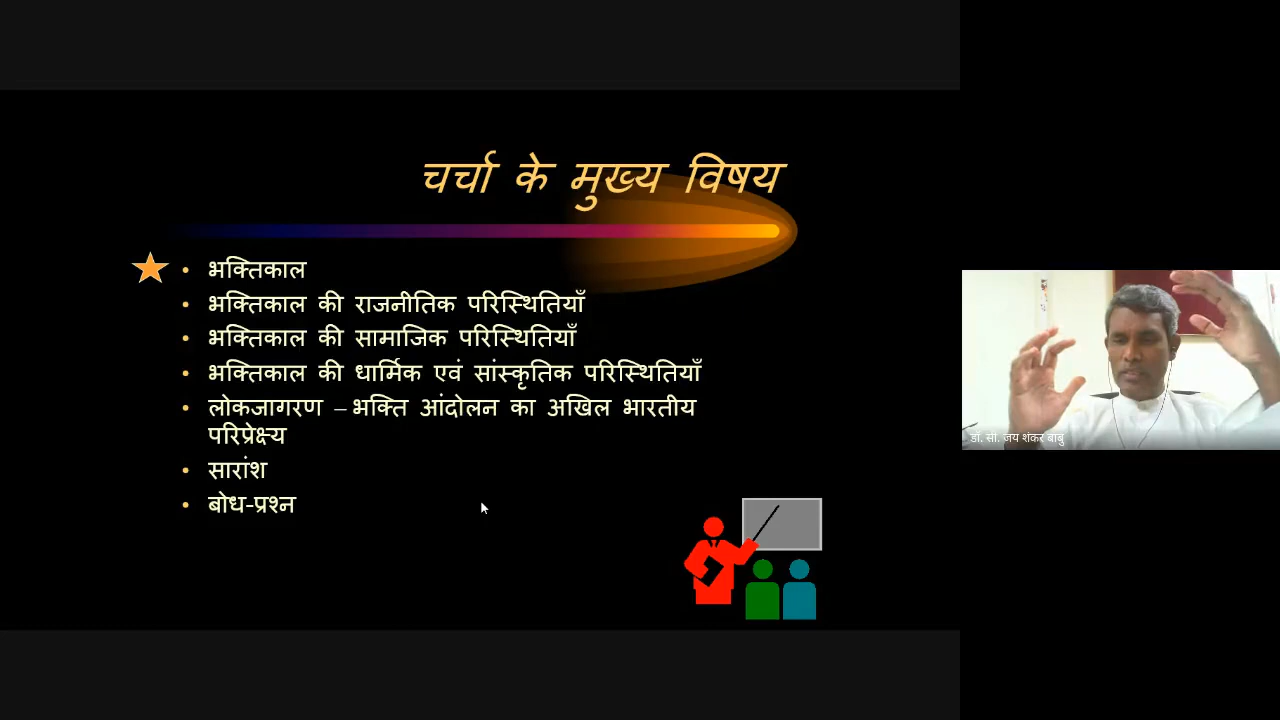 चर्चा के मुख्य विषय
भक्तिकाल
भक्तिकाल की राजनीतिक परिस्थितियाँ
भक्तिकाल की सामाजिक परिस्थितियाँ
भक्तिकाल की धार्मिक एवं सांस्कृतिक परिस्थितियाँ
लोकजागरण – भक्ति आंदोलन का अखिल भारतीय
परिप्रेक्ष्य
सारांश
बोध-प्रश्न
डॉ. सी. जय शंकर बाबु